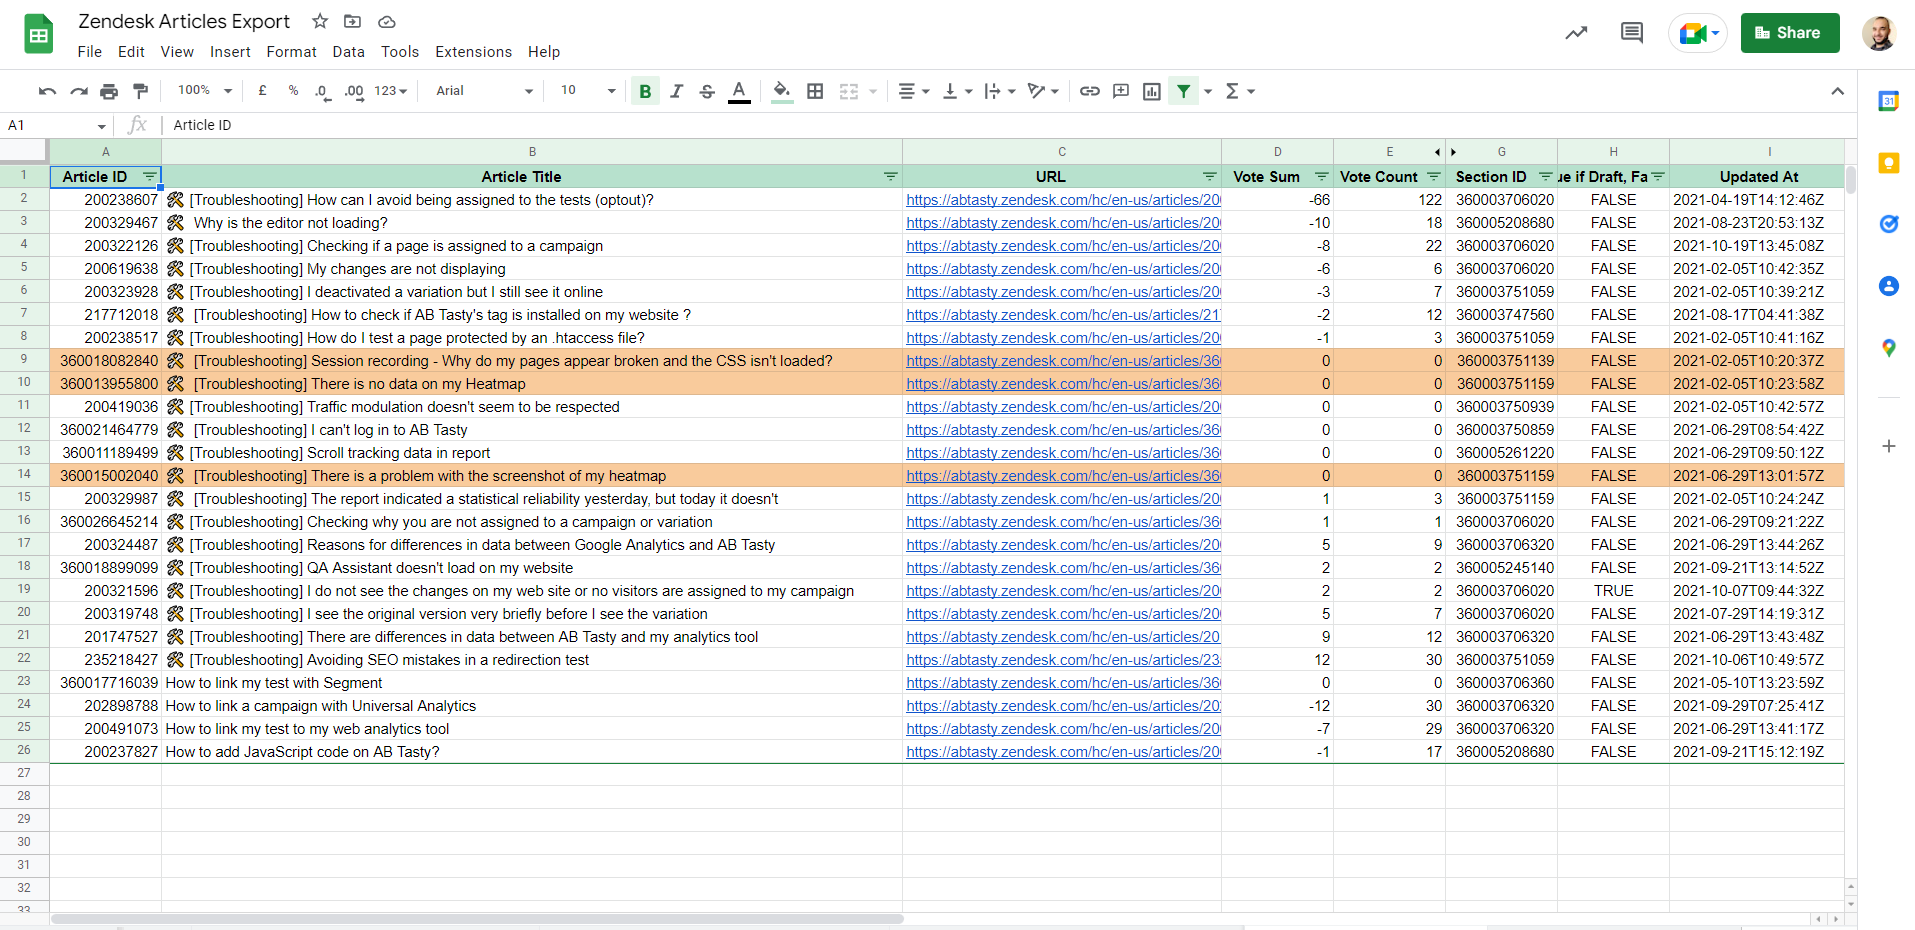 Zendesk Articles Export
File Edit View Insert Format Data Tools Extensions Help
Share
100% £ % .0 .00 123 Arial 10 B I S A Σ
31
A1 fx Article ID
A B C D E G H I
1 Article ID Article Title URL Vote Sum Vote Count Section ID ue if Draft, Fa Updated At
2 200238607 🛠 [Troubleshooting] How can I avoid being assigned to the tests (optout)? https://abtasty.zendesk.com/hc/en-us/articles/20 -66 122 360003706020 FALSE 2021-04-19T14:12:46Z
3 200329467 🛠 Why is the editor not loading? https://abtasty.zendesk.com/hc/en-us/articles/20 -10 18 360005208680 FALSE 2021-08-23T20:53:13Z
4 200322126 🛠 [Troubleshooting] Checking if a page is assigned to a campaign https://abtasty.zendesk.com/hc/en-us/articles/20 -8 22 360003706020 FALSE 2021-10-19T13:45:08Z
5 200619638 🛠 [Troubleshooting] My changes are not displaying https://abtasty.zendesk.com/hc/en-us/articles/20 -6 6 360003706020 FALSE 2021-02-05T10:42:35Z
6 200323928 🛠 [Troubleshooting] I deactivated a variation but I still see it online https://abtasty.zendesk.com/hc/en-us/articles/20 -3 7 360003751059 FALSE 2021-02-05T10:39:21Z
7 217712018 🛠 [Troubleshooting] How to check if AB Tasty's tag is installed on my website ? https://abtasty.zendesk.com/hc/en-us/articles/21 -2 12 360003747560 FALSE 2021-08-17T04:41:38Z
8 200238517 🛠 [Troubleshooting] How do I test a page protected by an .htaccess file? https://abtasty.zendesk.com/hc/en-us/articles/20 -1 3 360003751059 FALSE 2021-02-05T10:41:16Z
9 360018082840 🛠 [Troubleshooting] Session recording - Why do my pages appear broken and the CSS isn't loaded? https://abtasty.zendesk.com/hc/en-us/articles/36 0 0 360003751139 FALSE 2021-02-05T10:20:37Z
10 360013955800 🛠 [Troubleshooting] There is no data on my Heatmap https://abtasty.zendesk.com/hc/en-us/articles/36 0 0 360003751159 FALSE 2021-02-05T10:23:58Z
11 200419036 🛠 [Troubleshooting] Traffic modulation doesn't seem to be respected https://abtasty.zendesk.com/hc/en-us/articles/20 0 0 360003750939 FALSE 2021-02-05T10:42:57Z
12 360021464779 🛠 [Troubleshooting] I can't log in to AB Tasty https://abtasty.zendesk.com/hc/en-us/articles/36 0 0 360003750859 FALSE 2021-06-29T08:54:42Z
13 360011189499 🛠 [Troubleshooting] Scroll tracking data in report https://abtasty.zendesk.com/hc/en-us/articles/36 0 0 360005261220 FALSE 2021-06-29T09:50:12Z
14 360015002040 🛠 [Troubleshooting] There is a problem with the screenshot of my heatmap https://abtasty.zendesk.com/hc/en-us/articles/36 0 0 360003751159 FALSE 2021-06-29T13:01:57Z
15 200329987 🛠 [Troubleshooting] The report indicated a statistical reliability yesterday, but today it doesn't https://abtasty.zendesk.com/hc/en-us/articles/20 1 3 360003751159 FALSE 2021-02-05T10:24:24Z
16 360026645214 🛠 [Troubleshooting] Checking why you are not assigned to a campaign or variation https://abtasty.zendesk.com/hc/en-us/articles/36 1 1 360003706020 FALSE 2021-06-29T09:21:22Z
17 200324487 🛠 [Troubleshooting] Reasons for differences in data between Google Analytics and AB Tasty https://abtasty.zendesk.com/hc/en-us/articles/20 5 9 360003706320 FALSE 2021-06-29T13:44:26Z
18 360018899099 🛠 [Troubleshooting] QA Assistant doesn't load on my website https://abtasty.zendesk.com/hc/en-us/articles/36 2 2 360005245140 FALSE 2021-09-21T13:14:52Z
19 200321596 🛠 [Troubleshooting] I do not see the changes on my web site or no visitors are assigned to my campaign https://abtasty.zendesk.com/hc/en-us/articles/20 2 2 360003706020 TRUE 2021-10-07T09:44:32Z
20 200319748 🛠 [Troubleshooting] I see the original version very briefly before I see the variation https://abtasty.zendesk.com/hc/en-us/articles/20 5 7 360003706020 FALSE 2021-07-29T14:19:31Z
21 201747527 🛠 [Troubleshooting] There are differences in data between AB Tasty and my analytics tool https://abtasty.zendesk.com/hc/en-us/articles/20 9 12 360003706320 FALSE 2021-06-29T13:43:48Z
22 235218427 🛠 [Troubleshooting] Avoiding SEO mistakes in a redirection test https://abtasty.zendesk.com/hc/en-us/articles/23 12 30 360003751059 FALSE 2021-10-06T10:49:57Z
23 360017716039 How to link my test with Segment https://abtasty.zendesk.com/hc/en-us/articles/36 0 0 360003706360 FALSE 2021-05-10T13:23:59Z
24 202898788 How to link a campaign with Universal Analytics https://abtasty.zendesk.com/hc/en-us/articles/20 -12 30 360003706320 FALSE 2021-09-29T07:25:41Z
25 200491073 How to link my test to my web analytics tool https://abtasty.zendesk.com/hc/en-us/articles/20 -7 29 360003706320 FALSE 2021-06-29T13:41:17Z
26 200237827 How to add JavaScript code on AB Tasty? https://abtasty.zendesk.com/hc/en-us/articles/20 -1 17 360005208680 FALSE 2021-09-21T15:12:19Z
27
28
29
30
31
32
33